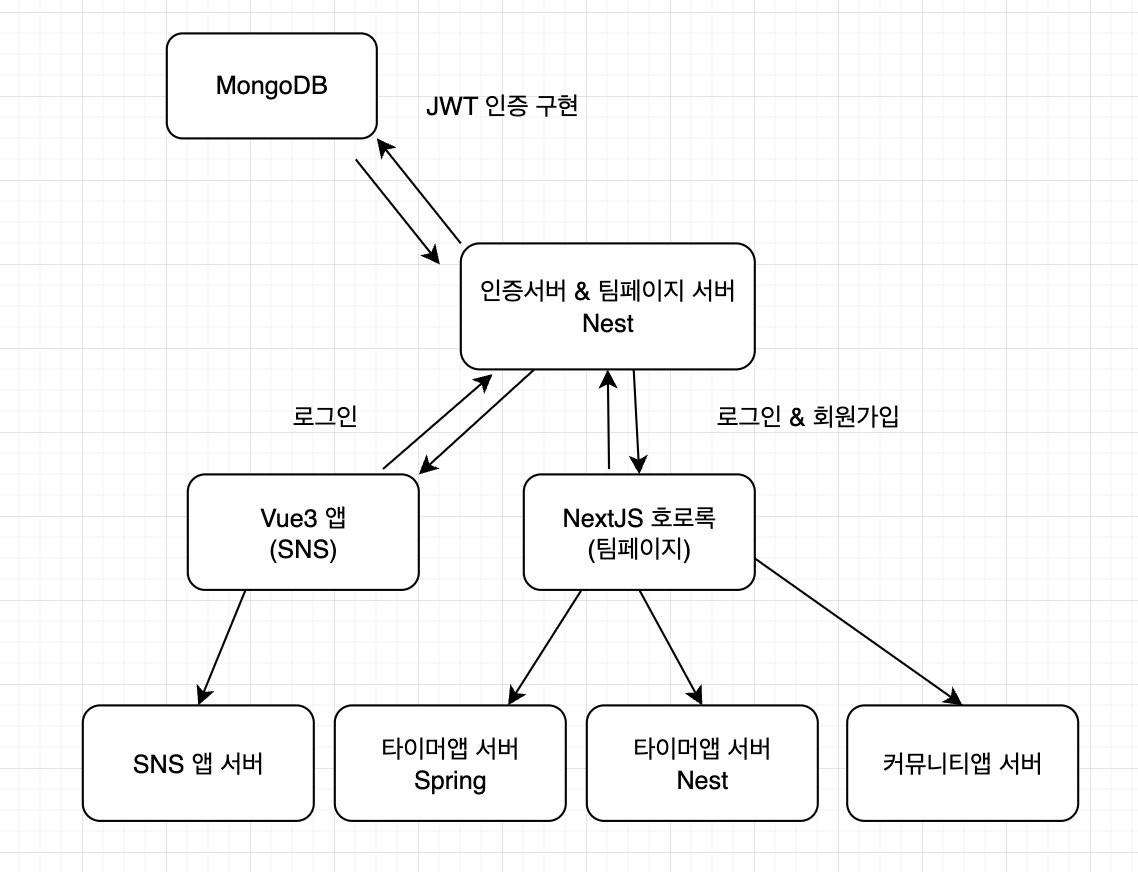 MongoDB
JWT 인증 구현
인증서버 & 팀페이지 서버
Nest
로그인
로그인 & 회원가입
Vue3 앱
(SNS)
NextJS 호로록
(팀페이지)
SNS 앱 서버
타이머앱 서버
Spring
타이머앱 서버
Nest
커뮤니티앱 서버